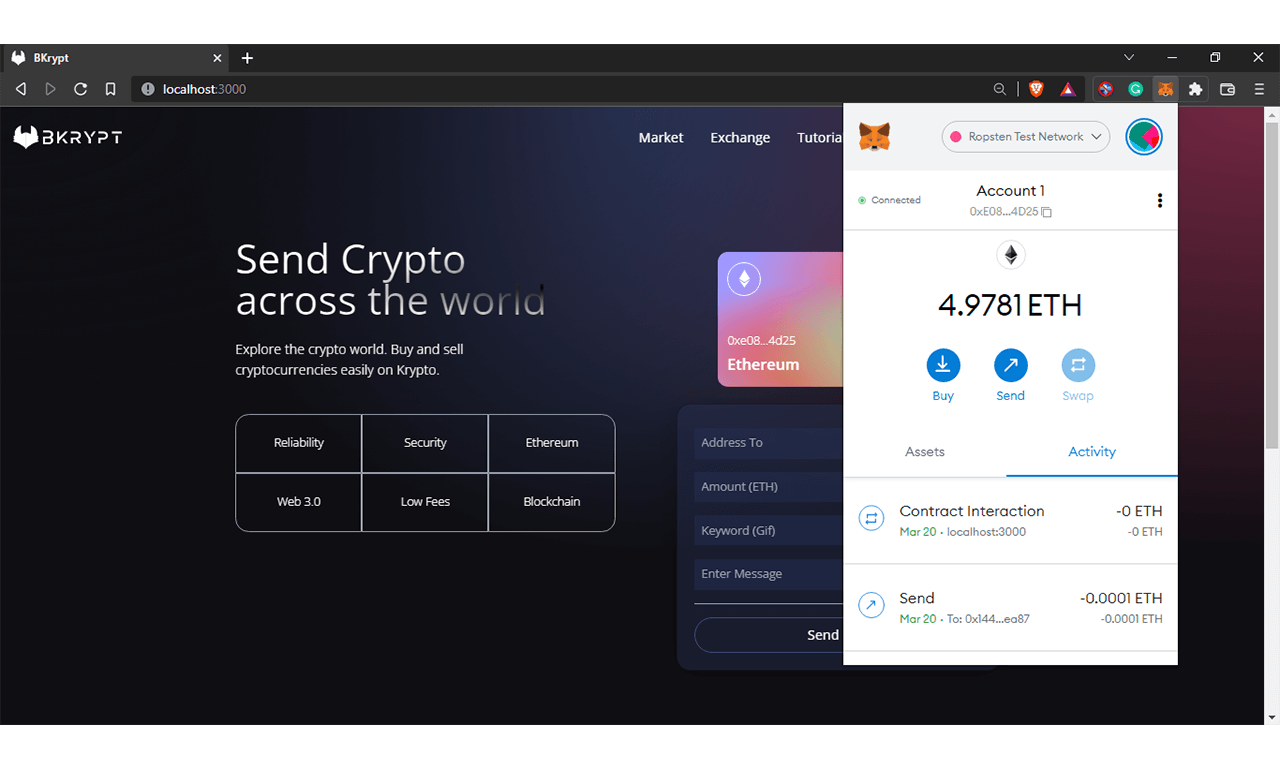 BKrypt
localhost:3000
BKRYPT
Market Exchange Tutoria
Send Crypto
across the world
Explore the crypto world. Buy and sell
cryptocurrencies easily on Krypto.
Reliability Security Ethereum
Web 3.0 Low Fees Blockchain
0xe08...4d25
Ethereum
Address To
Amount (ETH)
Keyword (Gif)
Enter Message
Send
Ropsten Test Network
Connected
Account 1
0xE08...4D25
4.9781 ETH
Buy Send Swap
Assets Activity
Contract Interaction -0 ETH
Mar 20 · localhost:3000 -0 ETH
Send -0.0001 ETH
Mar 20 · To: 0x144...ea87 -0.0001 ETH